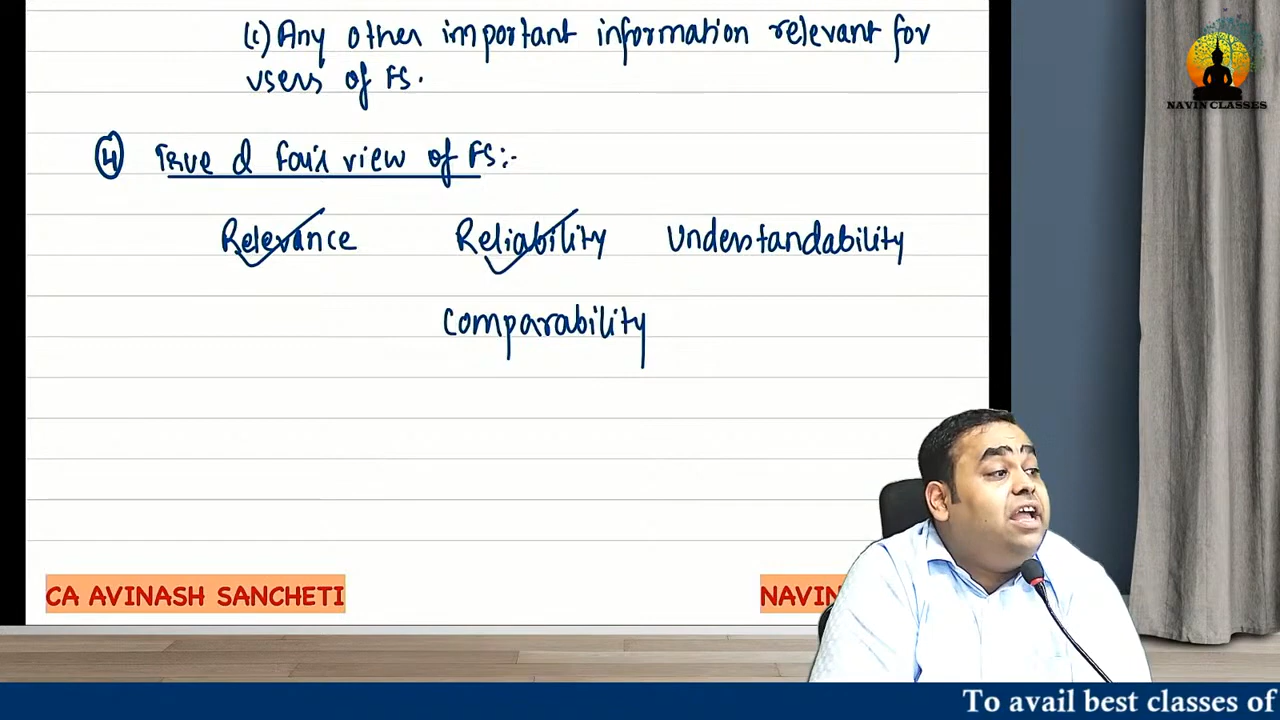 (c) Any other important information relevant for
users of FS.
NAVIN CLASSES
④ True & fair view of FS:-
Relevance Reliability Understandability
Comparability
CA AVINASH SANCHETI NAVIN
To avail best classes of